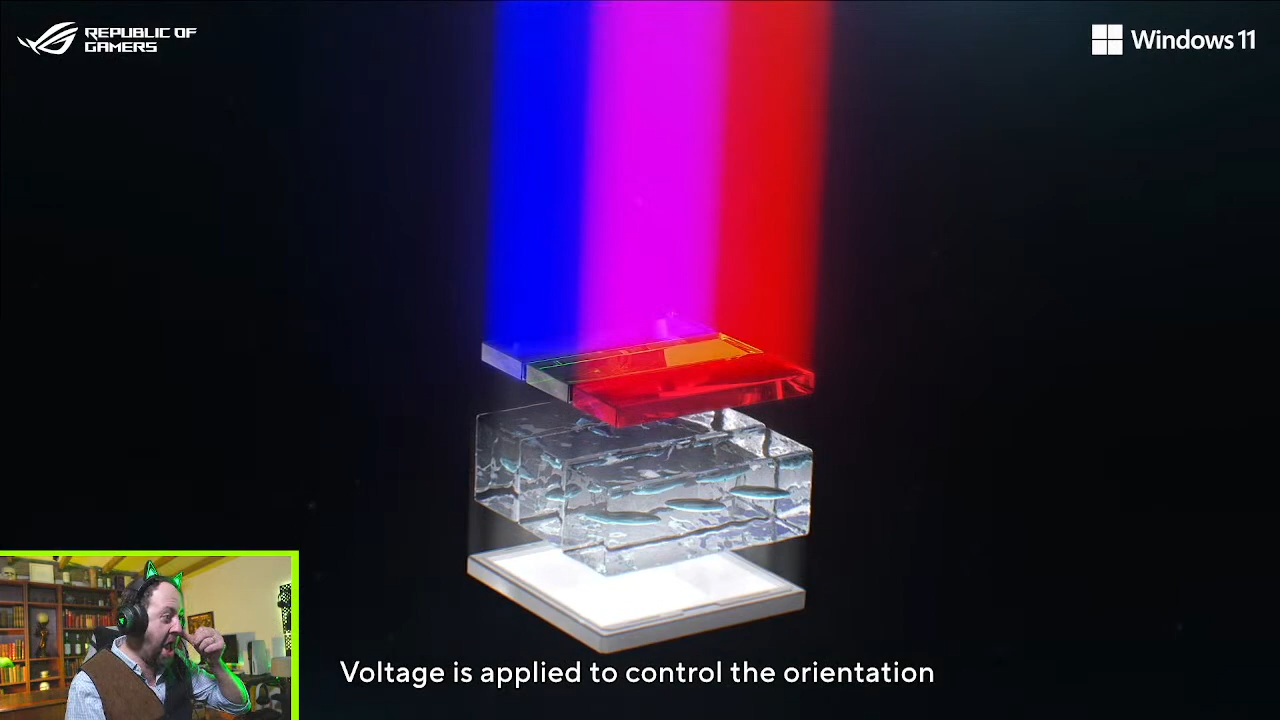 REPUBLIC OF
GAMERS
Windows 11
Voltage is applied to control the orientation